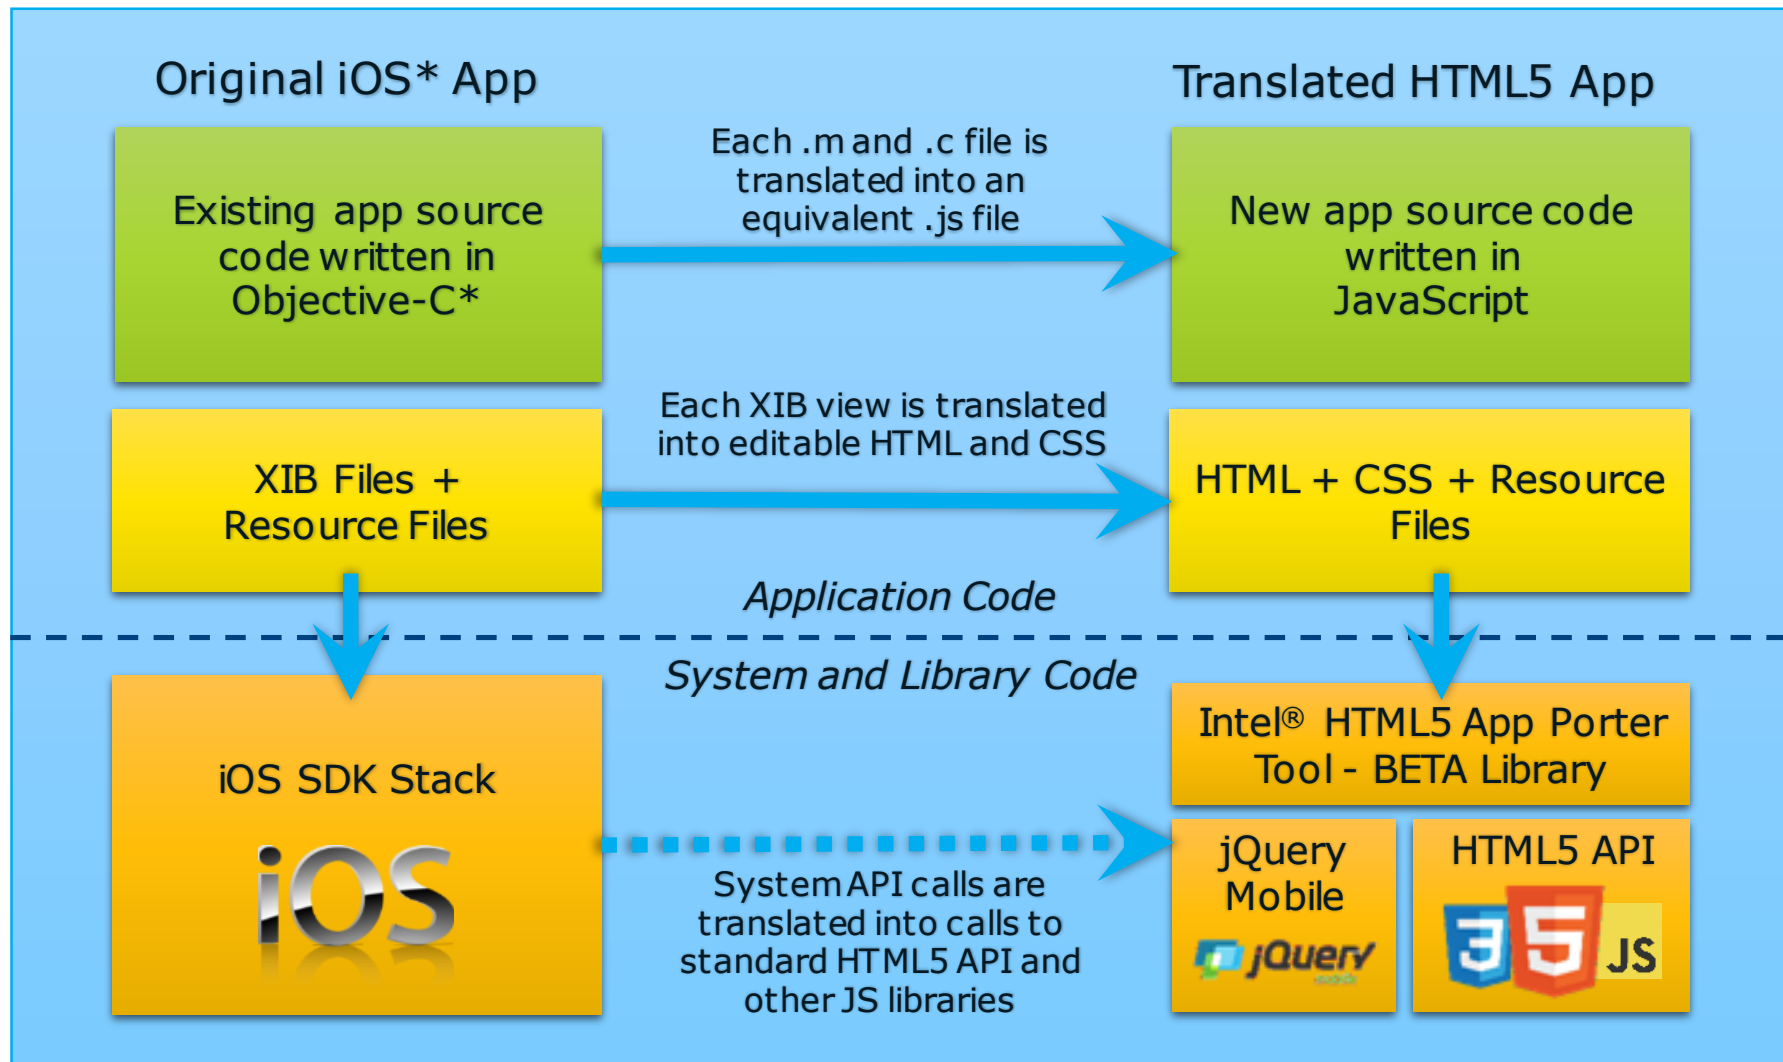 Original iOS* App
Translated HTML5 App
Existing app source
code written in
Objective-C*
Each .m and .c file is
translated into an
equivalent .js file
New app source code
written in
JavaScript
XIB Files +
Resource Files
Each XIB view is translated
into editable HTML and CSS
HTML + CSS + Resource
Files
Application Code
System and Library Code
iOS SDK Stack
iOS
System API calls are
translated into calls to
standard HTML5 API and
other JS libraries
Intel® HTML5 App Porter
Tool - BETA Library
jQuery
Mobile
jQuery
HTML5 API
3 5 JS